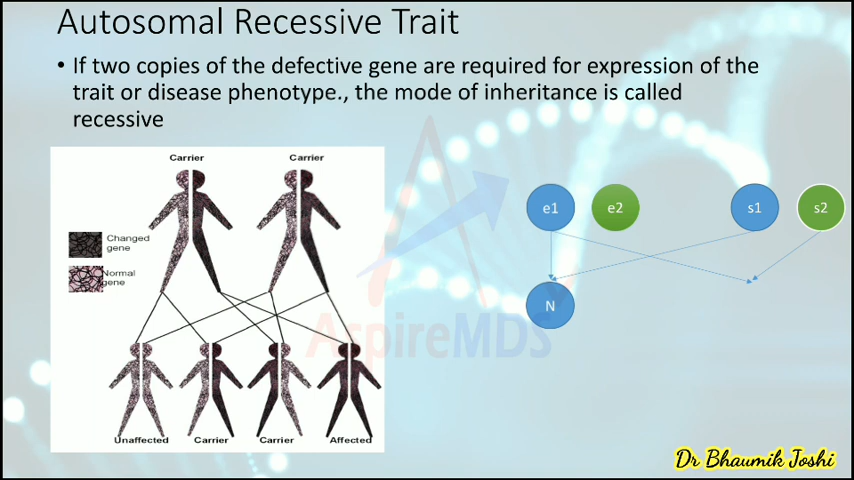 Autosomal Recessive Trait
• If two copies of the defective gene are required for expression of the
trait or disease phenotype., the mode of inheritance is called
recessive
Carrier
Carrier
Changed
gene
Normal
gene
Unaffected
Carrier
Carrier
Affected
e1
e2
s1
s2
N
AspireMDS
Dr Bhaumik Joshi